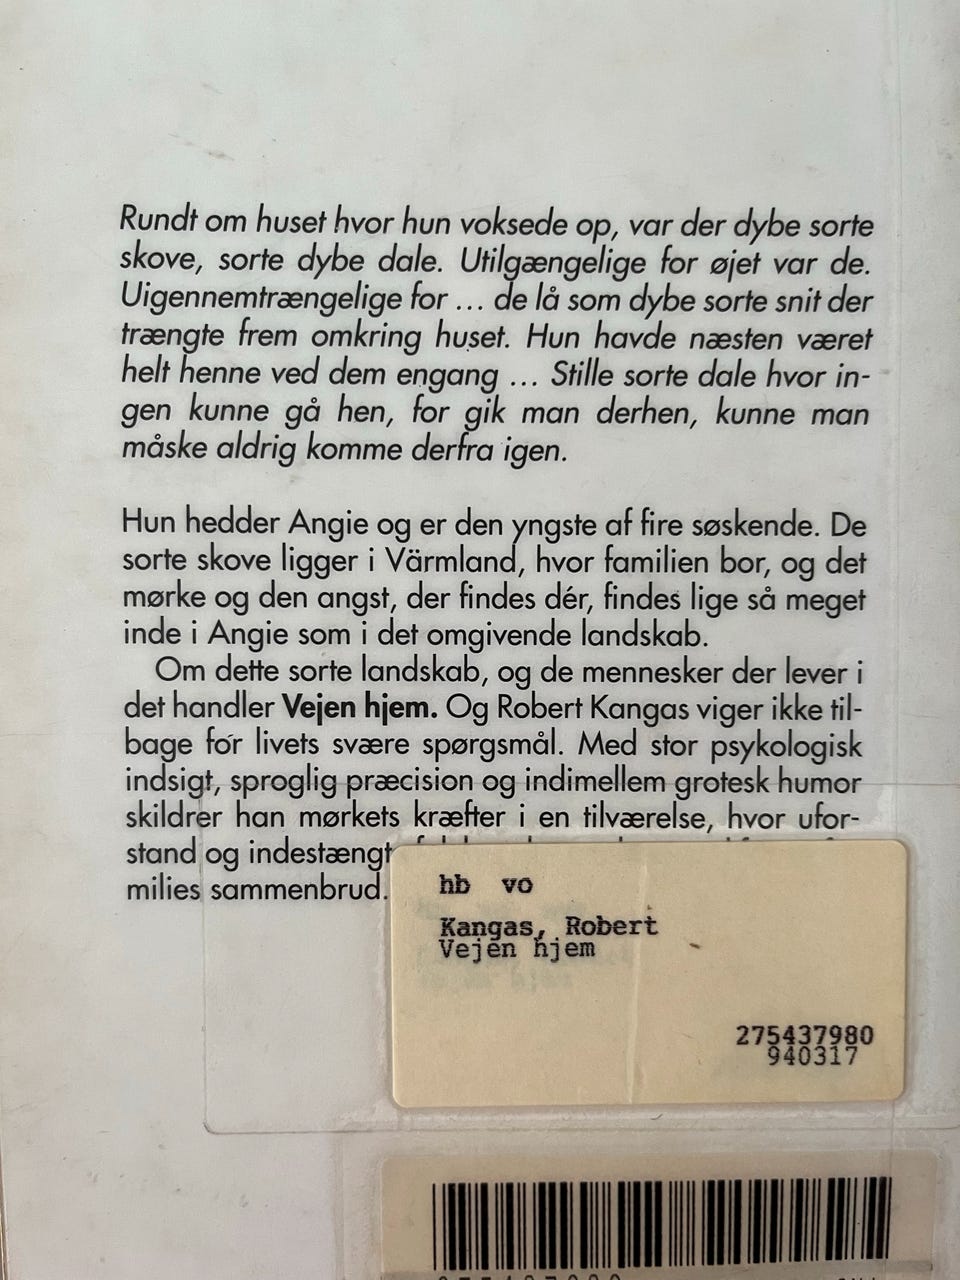 Rundt om huset hvor hun voksede op, var der dybe sorte
skove, sorte dybe dale. Utilgængelige for øjet var de.
Uigennemtrængelige for ... de lå som dybe sorte snit der
trængte frem omkring huset. Hun havde næsten været
helt henne ved dem engang ... Stille sorte dale hvor in-
gen kunne gå hen, for gik man derhen, kunne man
måske aldrig komme derfra igen.
Hun hedder Angie og er den yngste af fire søskende. De
sorte skove ligger i Värmland, hvor familien bor, og det
mørke og den angst, der findes dér, findes lige så meget
inde i Angie som i det omgivende landskab.
Om dette sorte landskab, og de mennesker der lever i
det handler Vejen hjem. Og Robert Kangas viger ikke til-
bage for livets svære spørgsmål. Med stor psykologisk
indsigt, sproglig præcision og indimellem grotesk humor
skildrer han mørkets kræfter i en tilværelse, hvor ufor-
stand og indestængt
milies sammenbrud.
hb vo
Kangas, Robert
Vejen hjem
275437980
940317